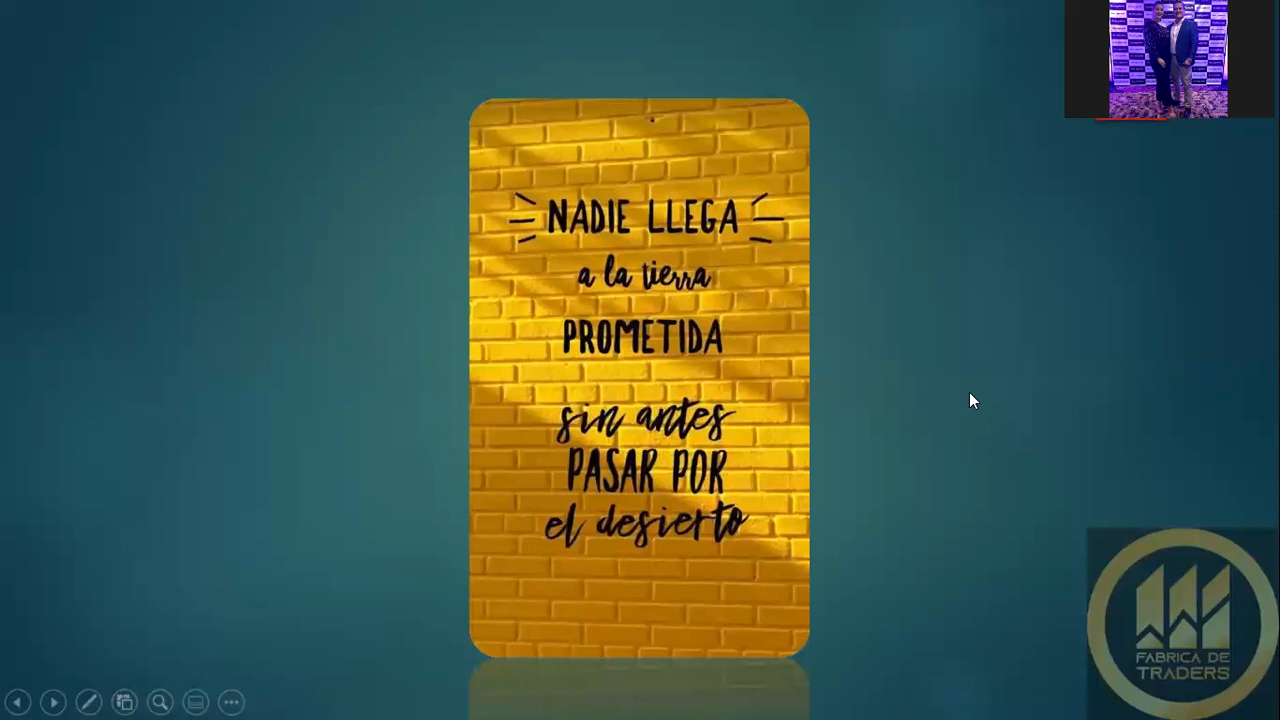 NADIE LLEGA
a la tierra
PROMETIDA
sin antes
PASAR POR
el desierto
FABRICA DE
TRADERS